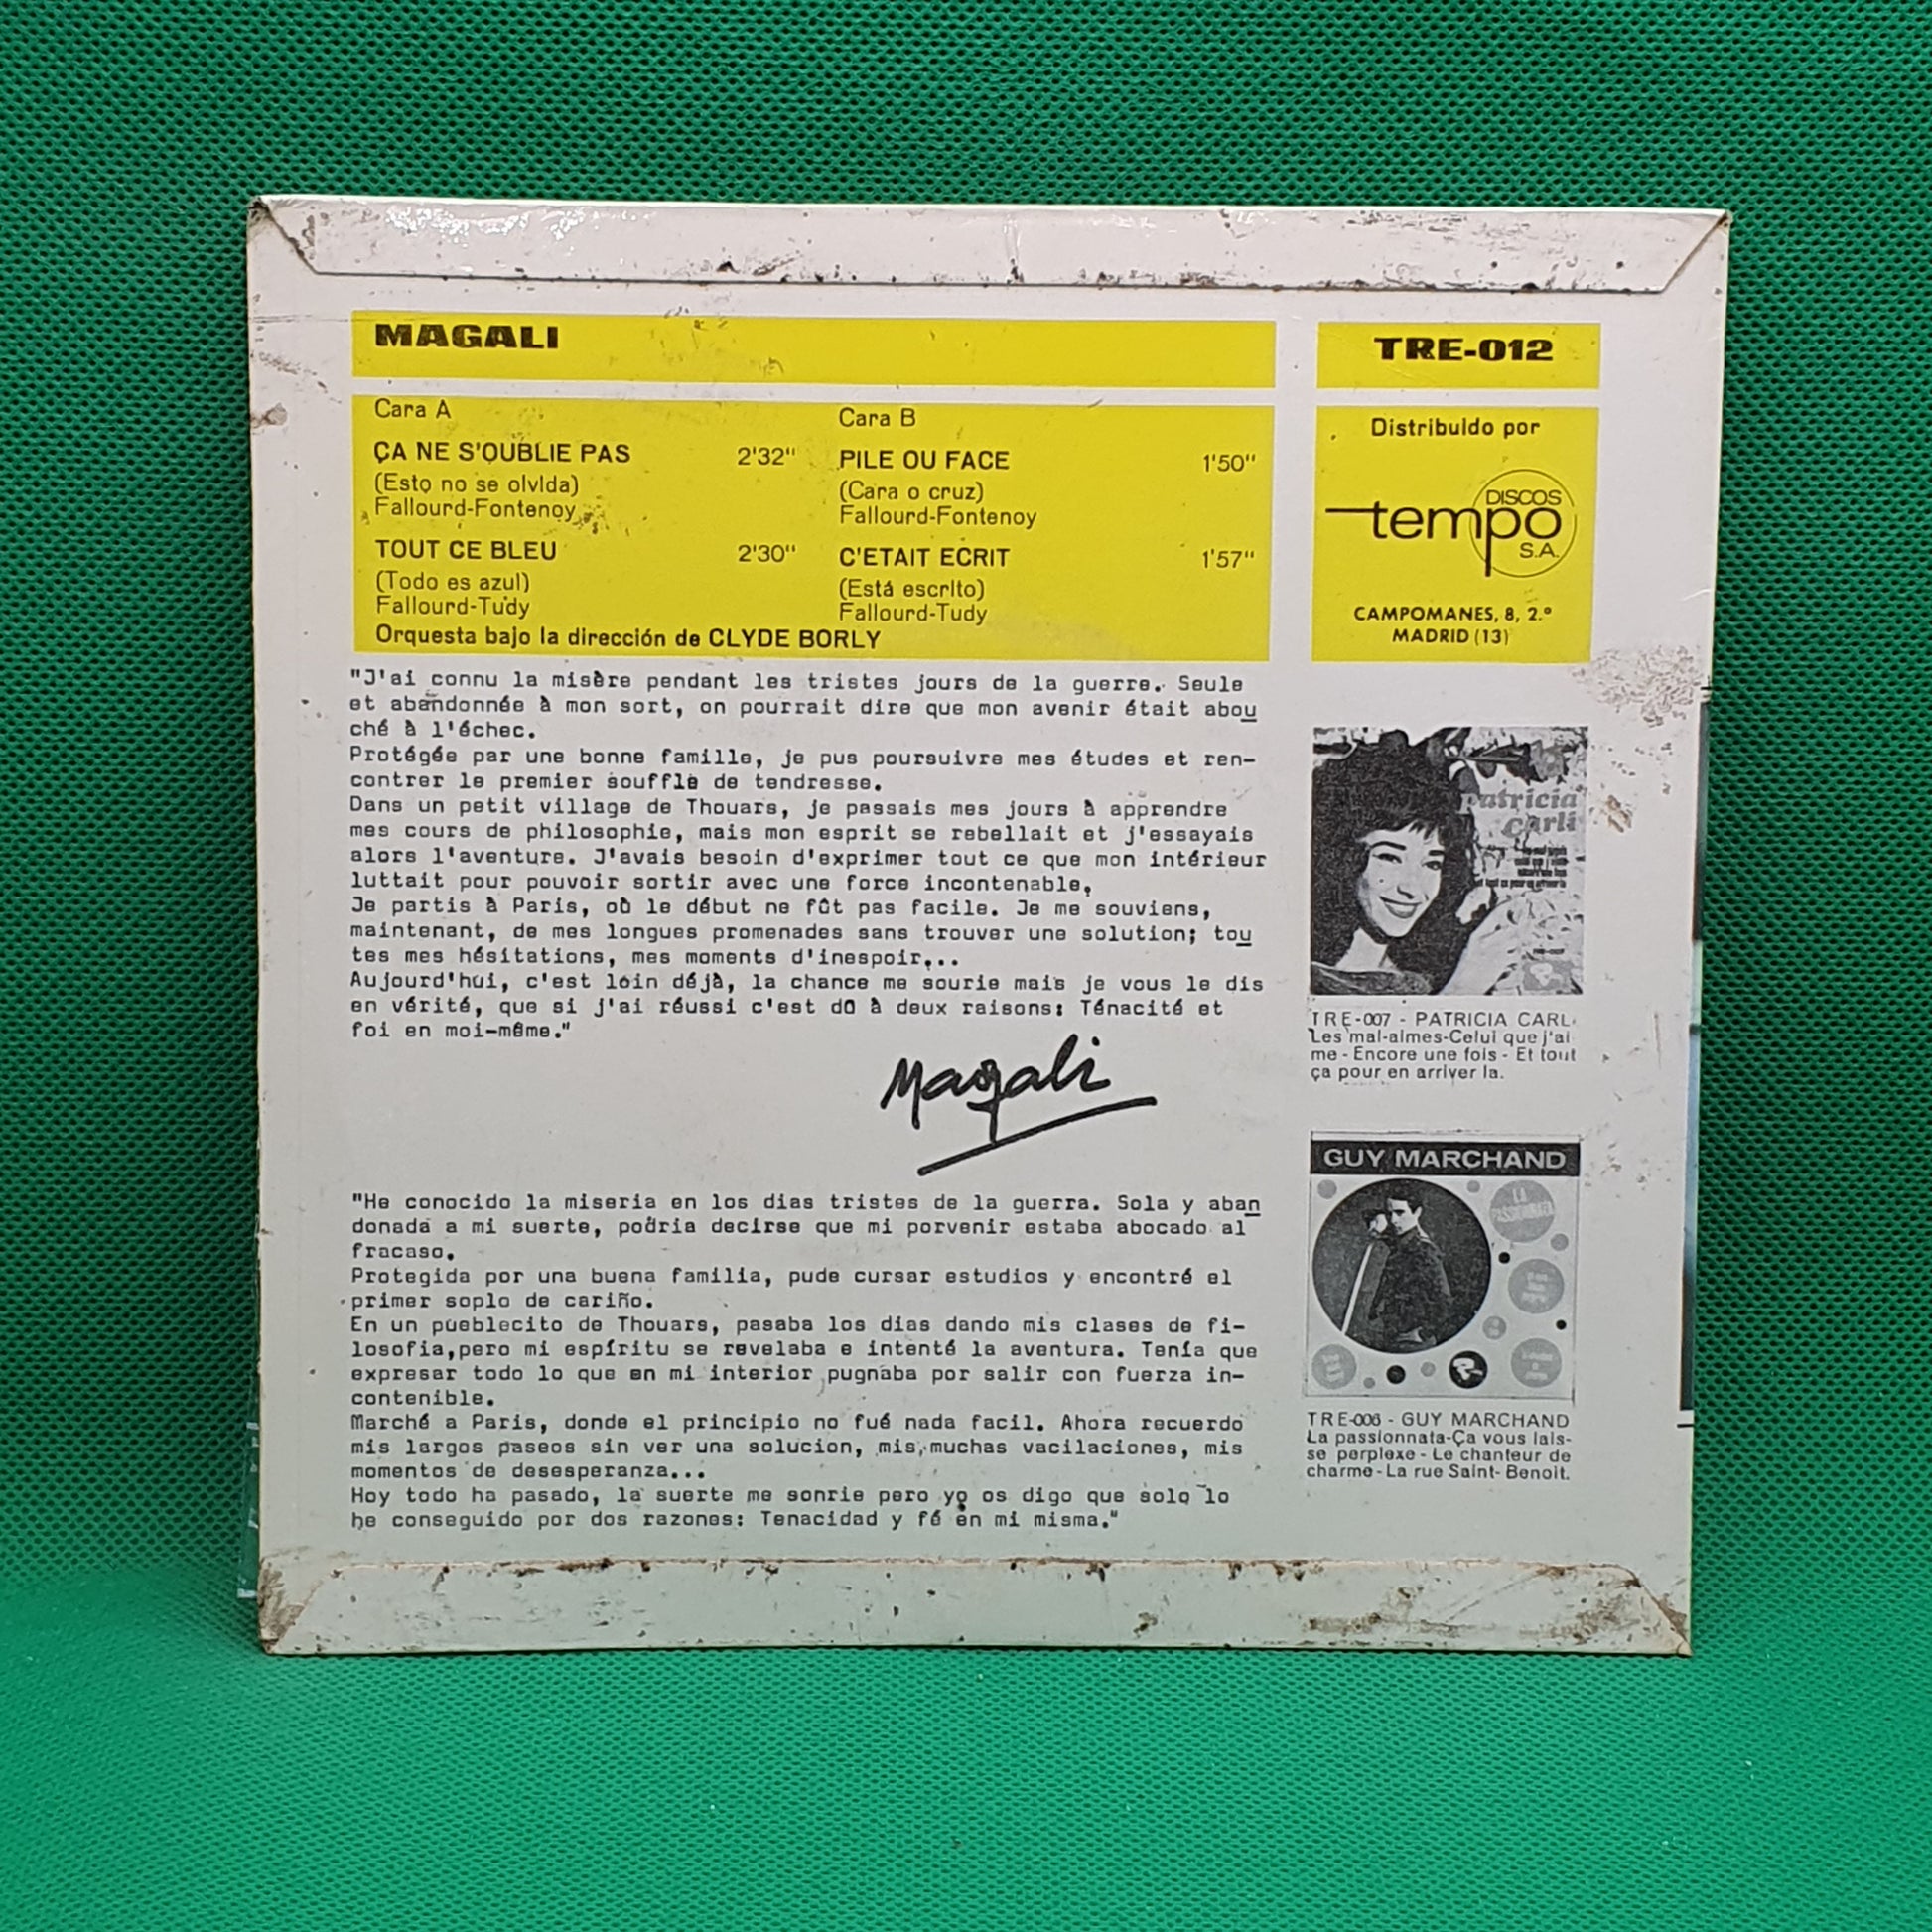 MAGALI
TRE-012
Cara A
ÇA NE S'OUBLIE PAS 2'32"
(Esto no se olvIda)
Fallourd-Fontenoy
TOUT CE BLEU 2'30"
(Todo es azul)
Fallourd-Tudy
Cara B
PILE OU FACE 1'50"
(Cara o cruz)
Fallourd-Fontenoy
C'ETAIT ECRIT 1'57"
(Está escrIto)
Fallourd-Tudy
Orquesta bajo la dirección de CLYDE BORLY
Distribuido por
DISCOS
tempo
S.A.
CAMPOMANES, 8, 2.º
MADRID (13)
"J'ai connu la misère pendant les tristes jours de la guerre. Seule
et abandonnée à mon sort, on pourrait dire que mon avenir était abou
ché à l'échec.
Protégée par une bonne famille, je pus poursuivre mes études et ren-
contrer le premier souffle de tendresse.
Dans un petit village de Thouars, je passais mes jours à apprendre
mes cours de philosophie, mais mon esprit se rebellait et j'essayais
alors l'aventure. J'avais besoin d'exprimer tout ce que mon intérieur
luttait pour pouvoir sortir avec une force incontenable,
Je partis à Paris, où le début ne fût pas facile. Je me souviens,
maintenant, de mes longues promenades sans trouver une solution; tou
tes mes hésitations, mes moments d'inespoir,..
Aujourd'hui, c'est loin déjà, la chance me sourie mais je vous le dis
en vérité, que si j'ai réussi c'est dû à deux raisons: Ténacité et
foi en moi-même."
Magali
"He conocido la miseria en los dias tristes de la guerra. Sola y aban
donada a mi suerte, podria decirse que mi porvenir estaba abocado al
fracaso.
Protegida por una buena familia, pude cursar estudios y encontré el
primer soplo de cariño.
En un pueblecito de Thouars, pasaba los dias dando mis clases de fi-
losofia,pero mi espíritu se revelaba e intenté la aventura. Tenía que
expresar todo lo que en mi interior pugnaba por salir con fuerza in-
contenible.
Marché a Paris, donde el principio no fué nada facil. Ahora recuerdo
mis largos paseos sin ver una solucion, mis muchas vacilaciones, mis
momentos de desesperanza...
Hoy todo ha pasado, la suerte me sonrie pero yo os digo que solo lo
he conseguido por dos razones: Tenacidad y fé en mi misma."
Patricia
carli
TRE-007 - PATRICIA CARL
Les mal-aimes-Celui que j'ai
me - Encore une fois - Et tout
ça pour en arriver la.
GUY MARCHAND
LA
PASSIONNATA
TRE-006 - GUY MARCHAND
La passionnata-Ça vous lais-
se perplexe - Le chanteur de
charme - La rue Saint- Benoit.